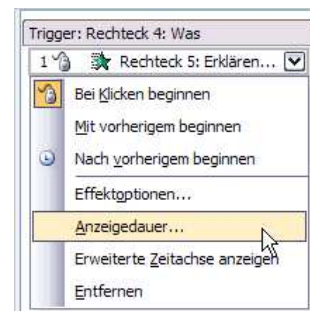 Trigger: Rechteck 4: Was
1 Rechteck 5: Erklären...
Bei Klicken beginnen
Mit vorherigem beginnen
Nach vorherigem beginnen
Effektoptionen...
Anzeigedauer...
Erweiterte Zeitachse anzeigen
Entfernen